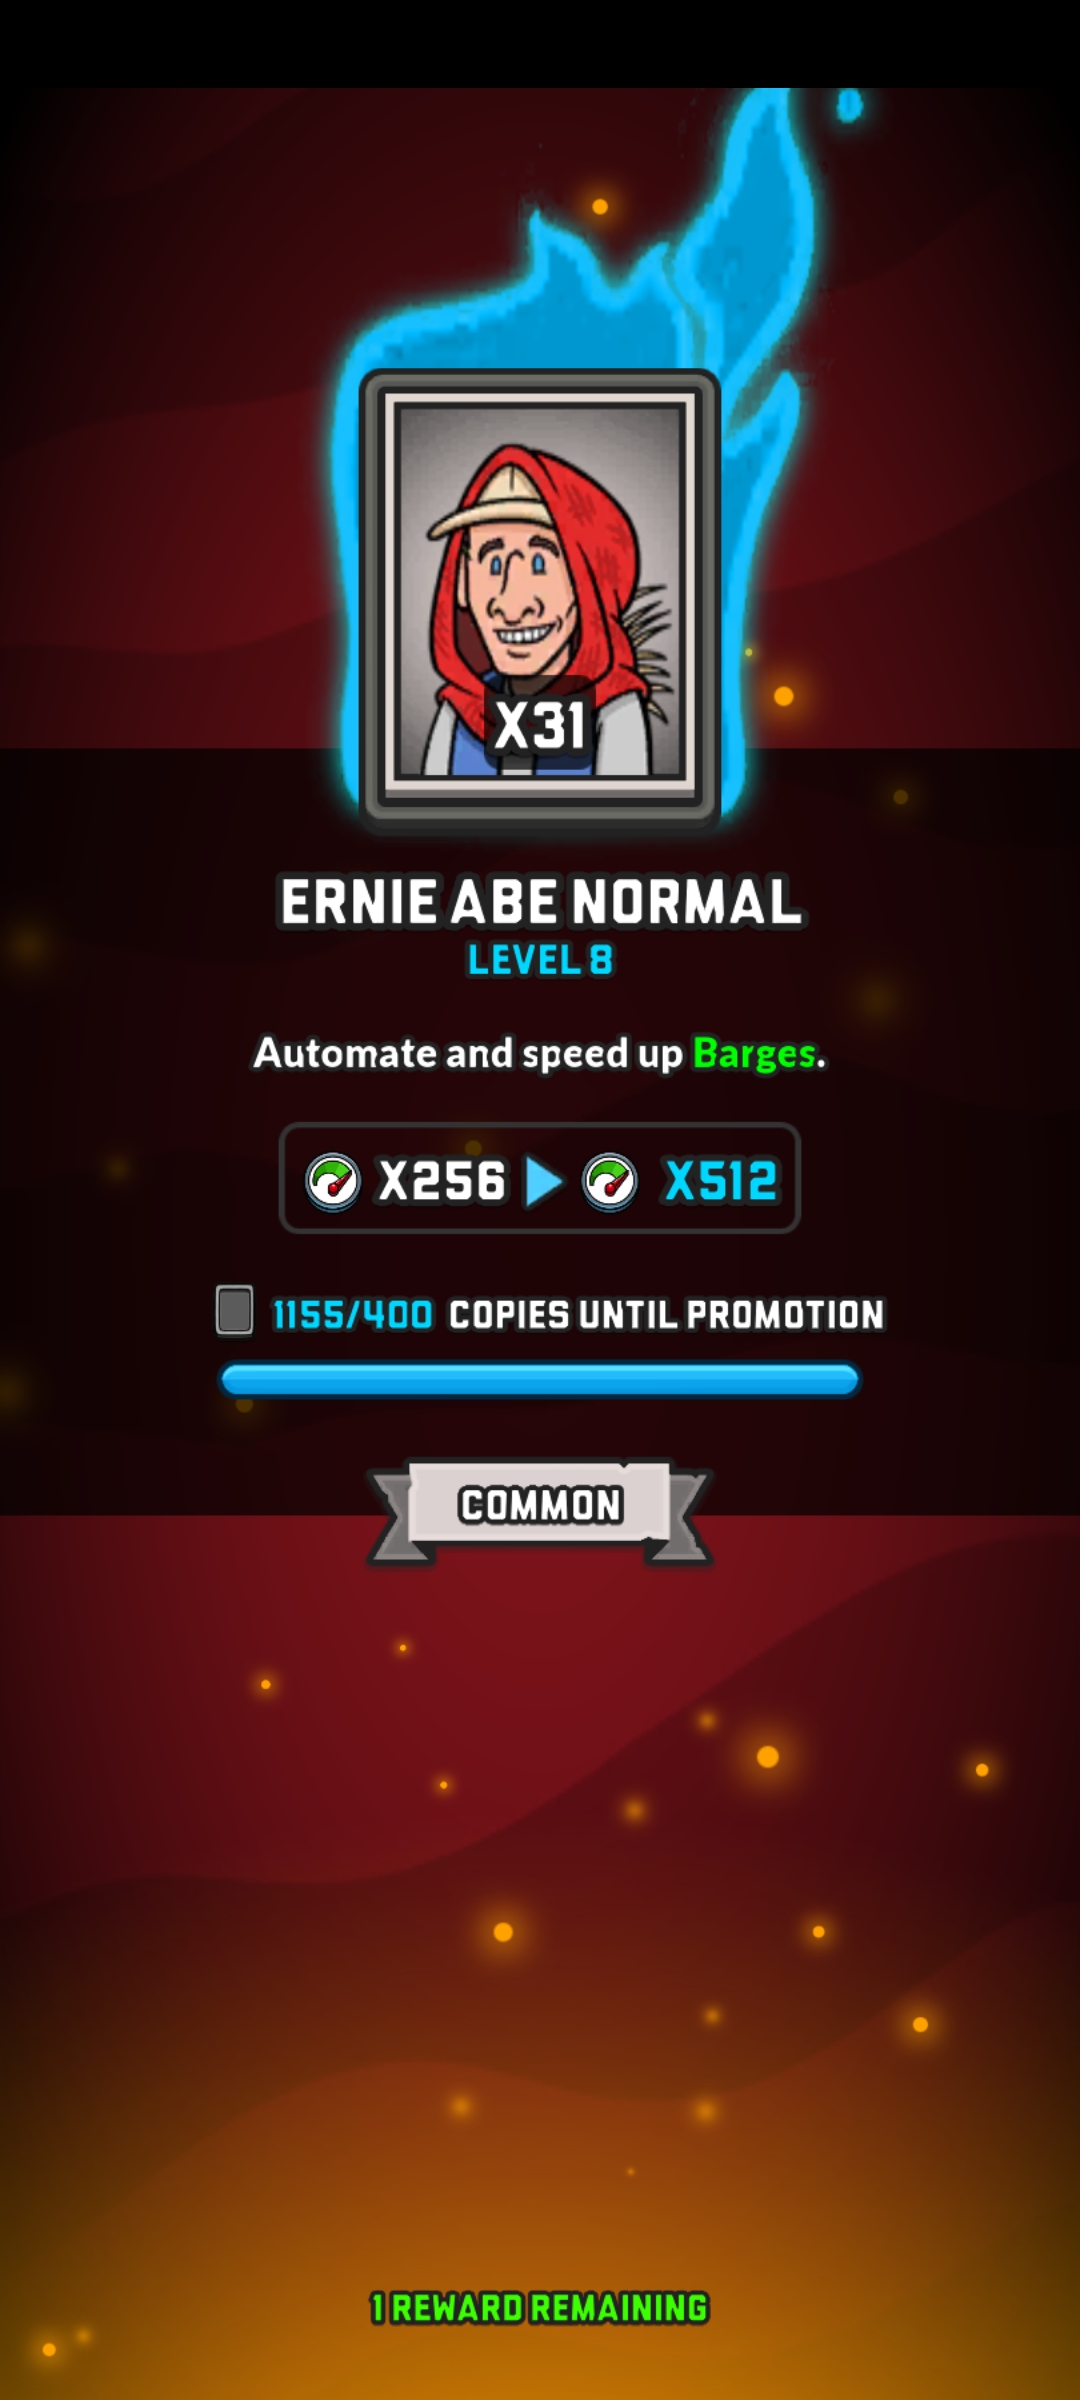 X31
ERNIE ABE NORMAL
LEVEL 8
Automate and speed up Barges.
X256 X512
1155/400 COPIES UNTIL PROMOTION
COMMON
1 REWARD REMAINING